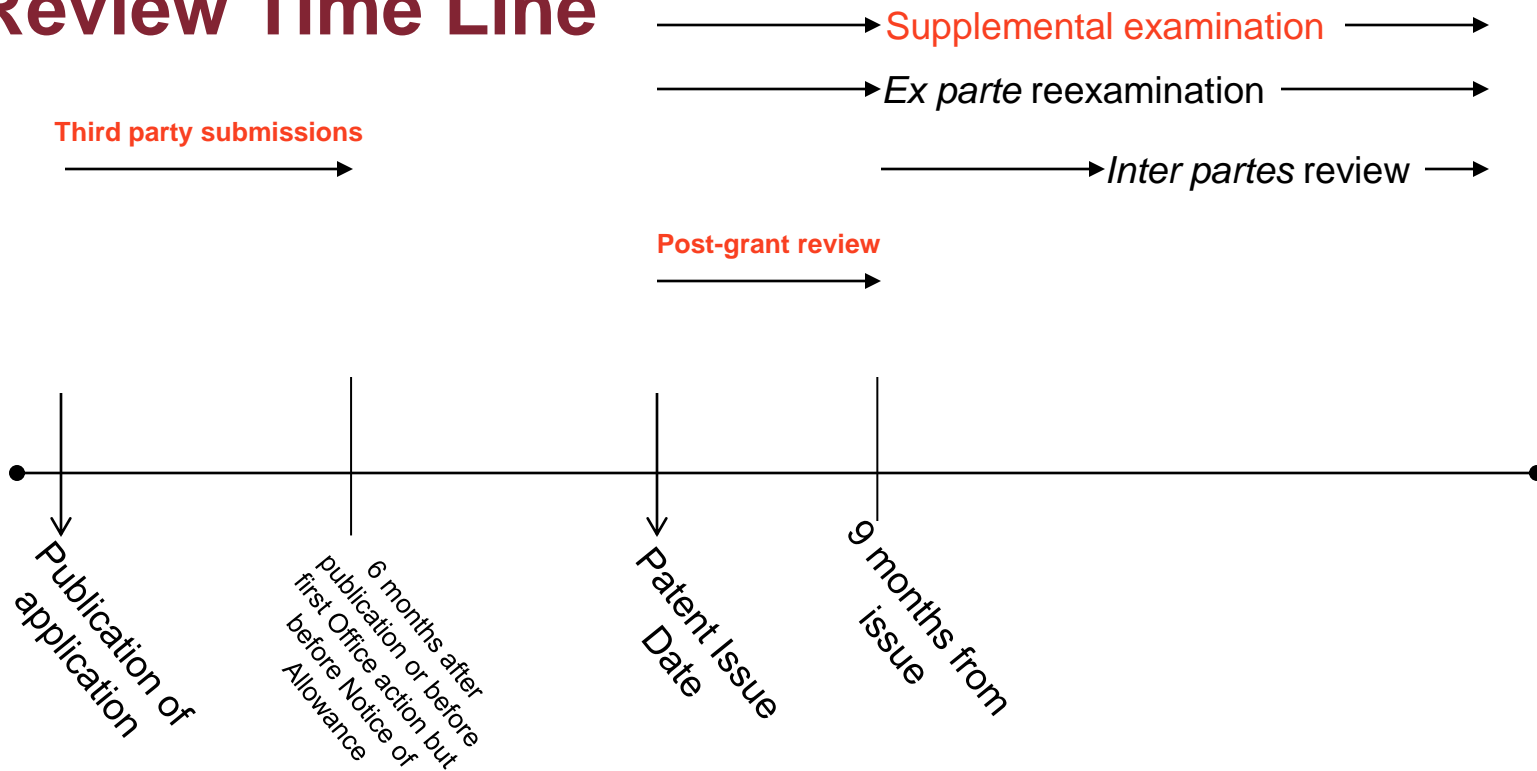 Review Time Line
Supplemental examination
Ex parte reexamination
Third party submissions
Inter partes review
Post-grant review
Publication of
application
6 months after
publication or before
first Office action but
before Notice of
Allowance
Patent Issue
Date
9 months from
issue